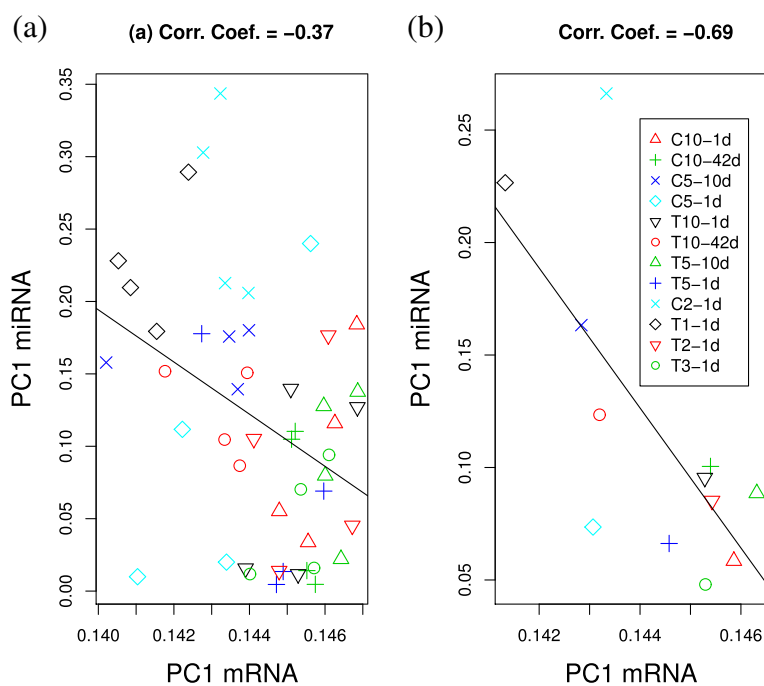 (a)
(a) Corr. Coef. = −0.37
PC1 miRNA
0.35
0.30
0.25
0.20
0.15
0.10
0.05
0.00
0.140
0.142
0.144
0.146
PC1 mRNA
(b)
Corr. Coef. = −0.69
PC1 miRNA
0.25
0.20
0.15
0.10
0.05
C10−1d
C10−42d
C5−10d
C5−1d
T10−1d
T10−42d
T5−10d
T5−1d
C2−1d
T1−1d
T2−1d
T3−1d
0.142
0.144
0.146
PC1 mRNA